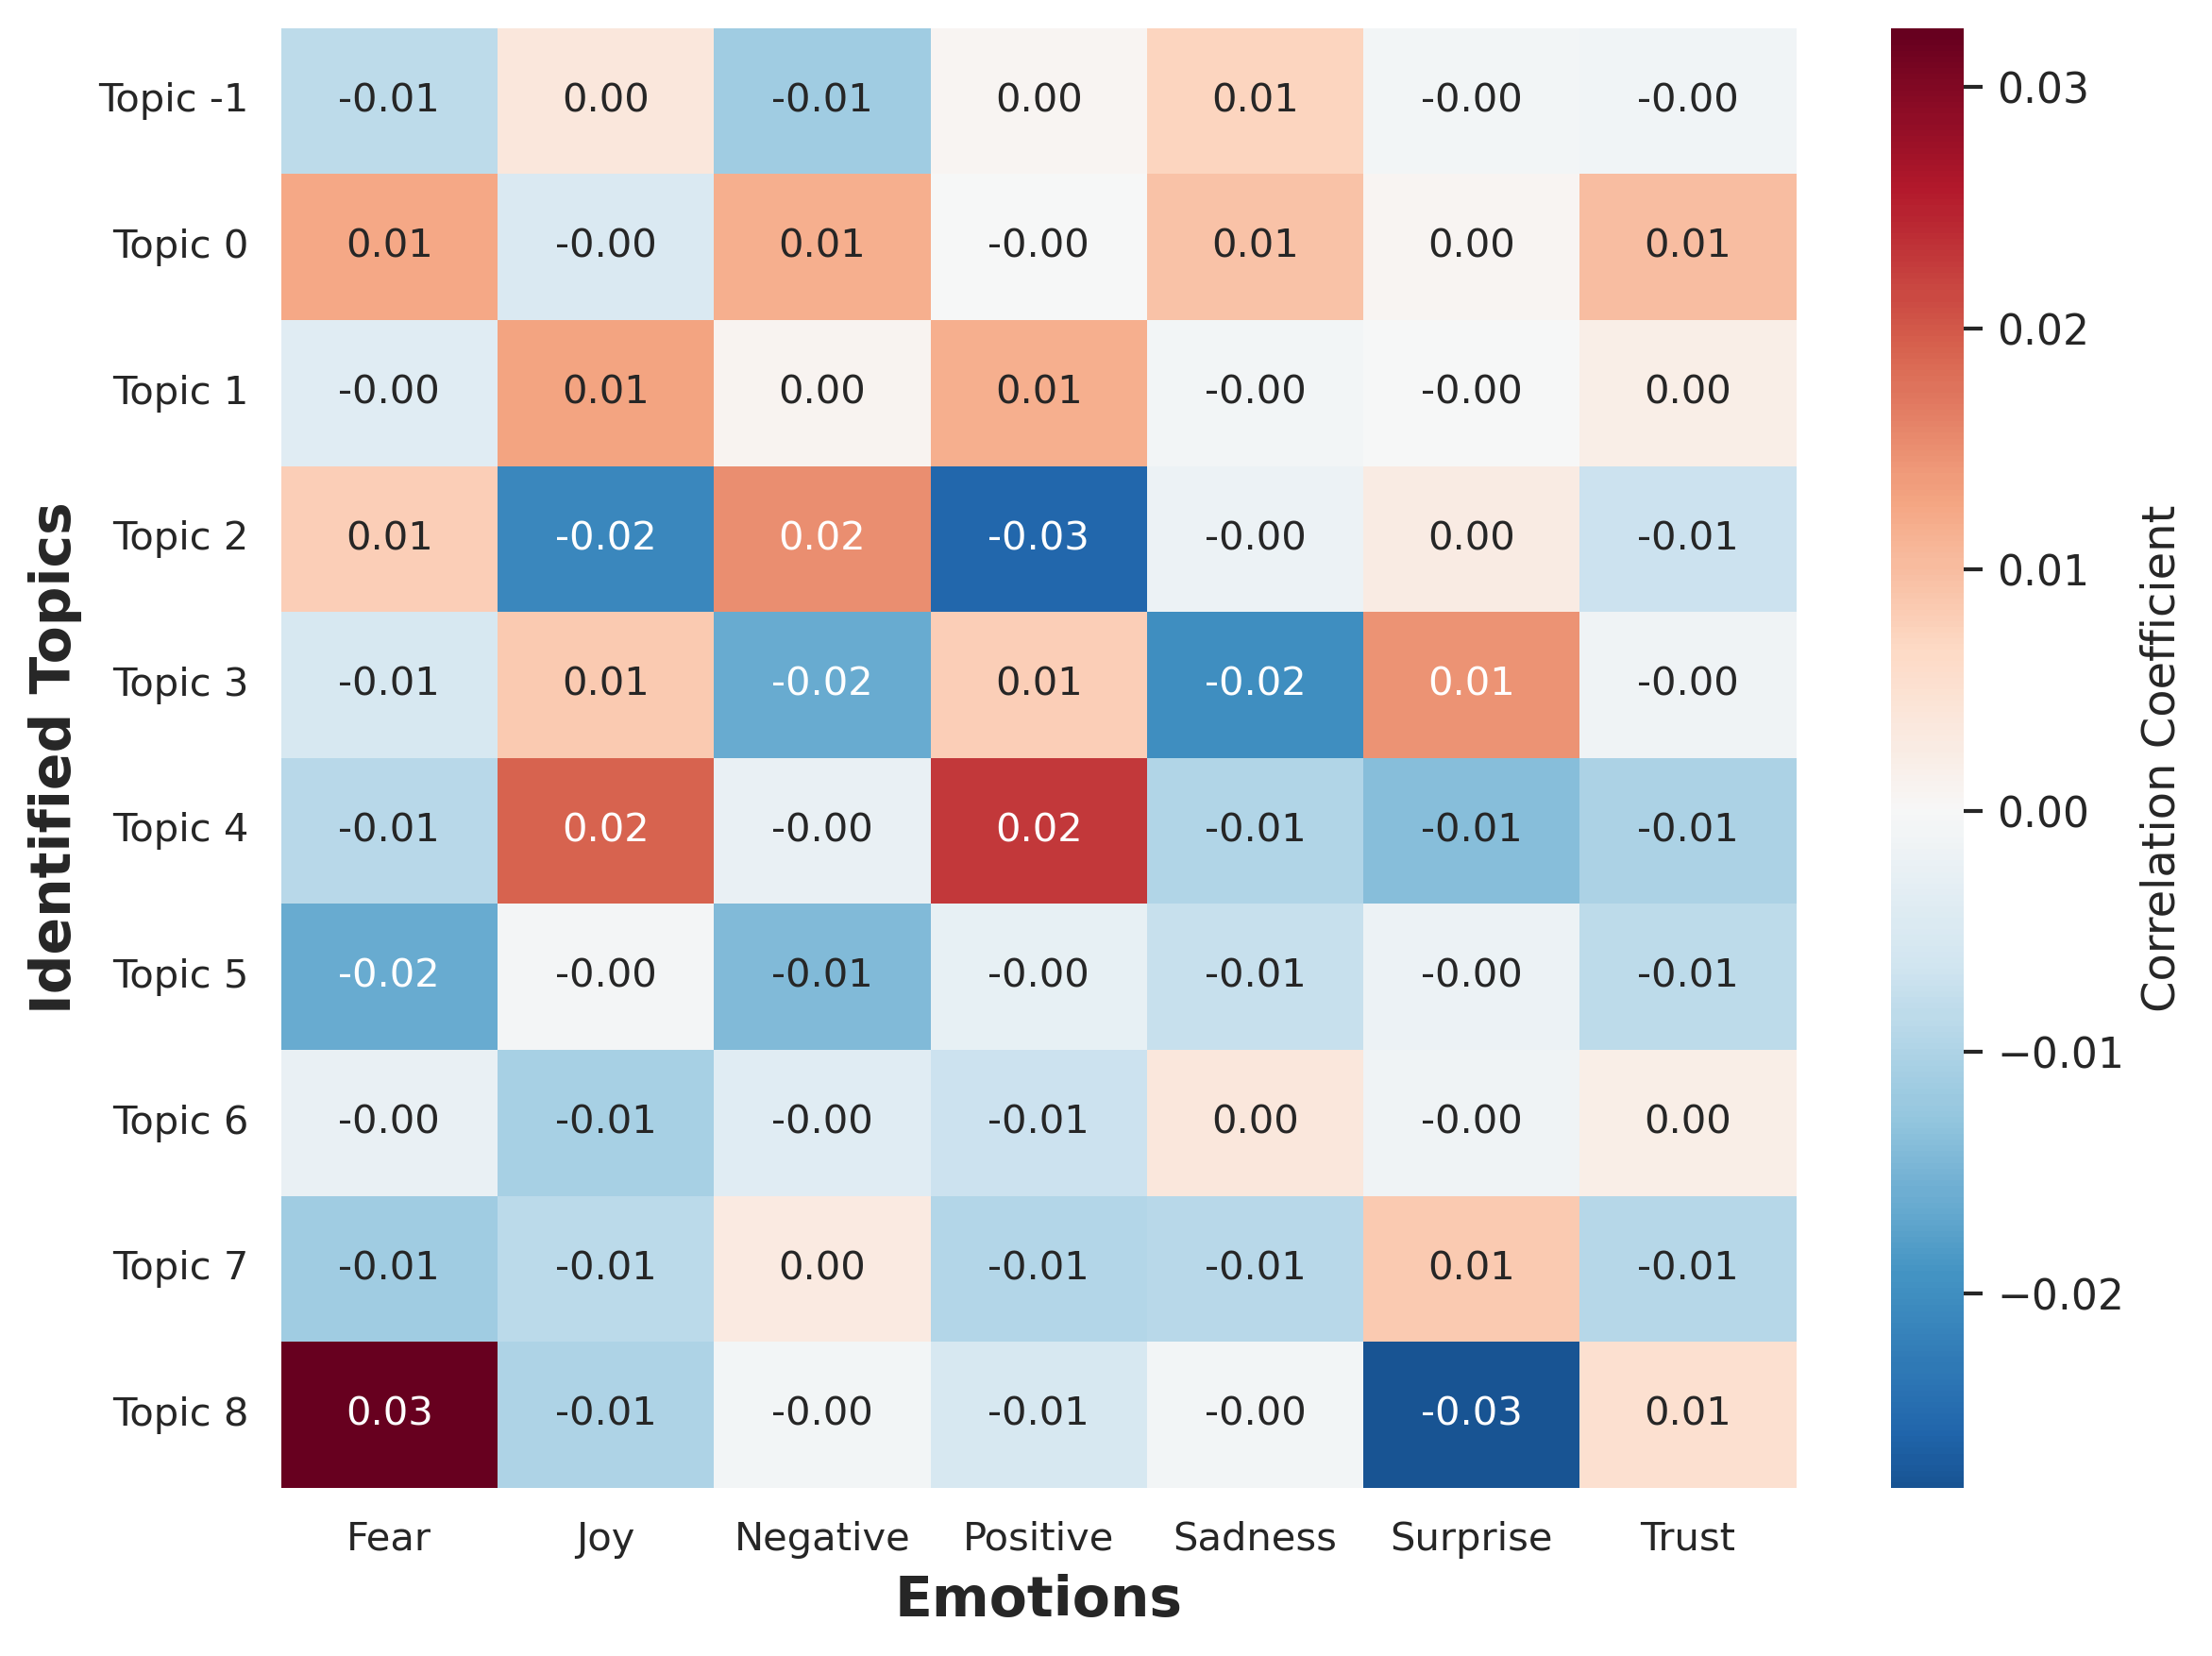 Topic -1 -0.01 0.00 -0.01 0.00 0.01 -0.00 -0.00
Topic 0 0.01 -0.00 0.01 -0.00 0.01 0.00 0.01
Topic 1 -0.00 0.01 0.00 0.01 -0.00 -0.00 0.00
Topic 2 0.01 -0.02 0.02 -0.03 -0.00 0.00 -0.01
Topic 3 -0.01 0.01 -0.02 0.01 -0.02 0.01 -0.00
Topic 4 -0.01 0.02 -0.00 0.02 -0.01 -0.01 -0.01
Topic 5 -0.02 -0.00 -0.01 -0.00 -0.01 -0.00 -0.01
Topic 6 -0.00 -0.01 -0.00 -0.01 0.00 -0.00 0.00
Topic 7 -0.01 -0.01 0.00 -0.01 -0.01 0.01 -0.01
Topic 8 0.03 -0.01 -0.00 -0.01 -0.00 -0.03 0.01
Fear Joy Negative Positive Sadness Surprise Trust
Emotions
Identified Topics
0.03
0.02
0.01
0.00
−0.01
−0.02
Correlation Coefficient